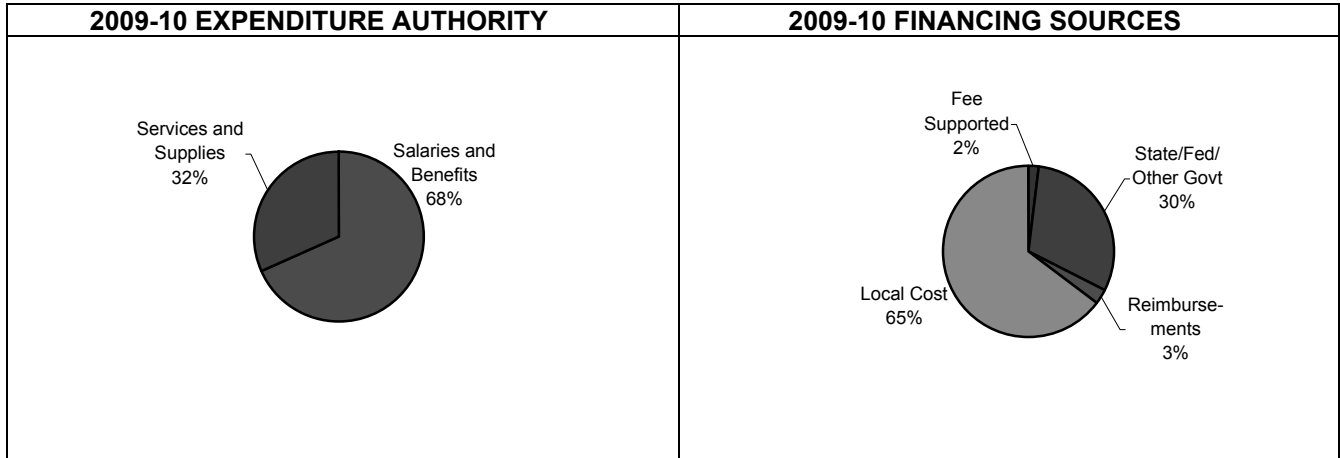 2009-10 EXPENDITURE AUTHORITY
2009-10 FINANCING SOURCES
Services and
Supplies
32%
Salaries and
Benefits
68%
Fee
Supported
2%
State/Fed/
Other Govt
30%
Local Cost
65%
Reimburse-
ments
3%